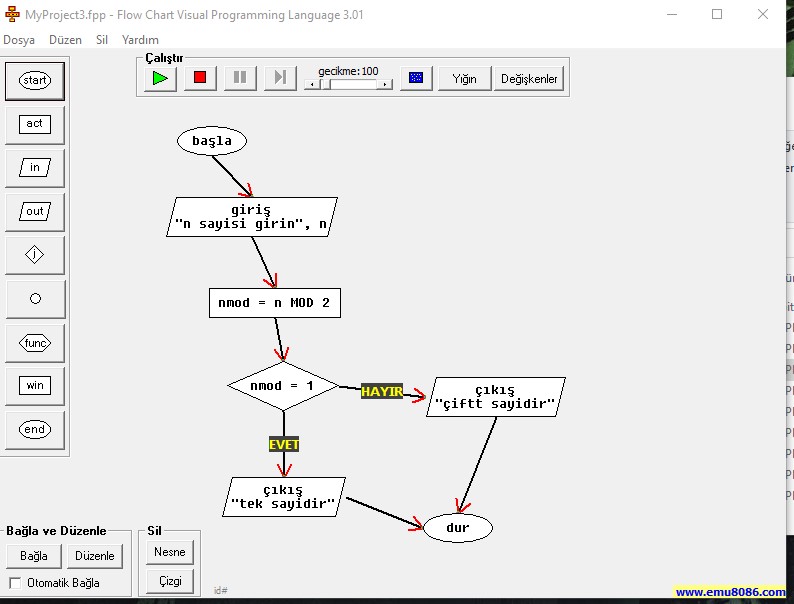 MyProject3.fpp - Flow Chart Visual Programming Language 3.01
Dosya Düzen Sil Yardım
Çalıştır
gecikme:100
Yığın
Değişkenler
start
act
in
out
func
win
end
başla
giriş
"n sayisi girin", n
nmod = n MOD 2
nmod = 1
HAYIR
çıkış
"çiftt sayidir"
EVET
çıkış
"tek sayidir"
dur
Bağla ve Düzenle
Bağla Düzenle
Otomatik Bağla
Sil
Nesne
Çizgi
id#
www.emu8086.com